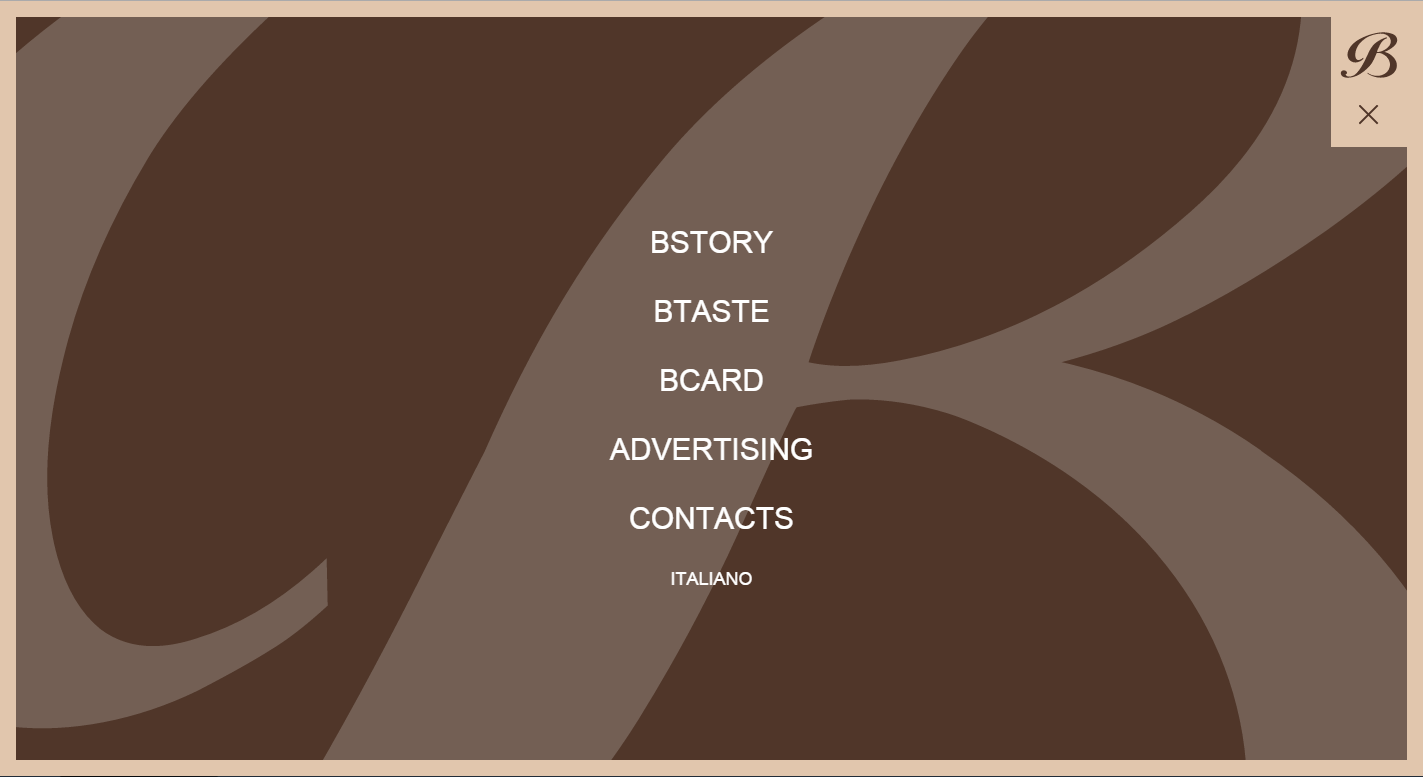 B
BSTORY
BTASTE
BCARD
ADVERTISING
CONTACTS
ITALIANO